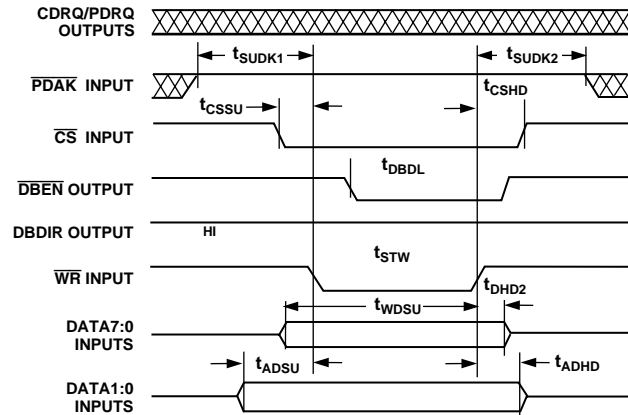 CDRQ/PDRQ
OUTPUTS
tSUDK1
tSUDK2
PDAK INPUT
tCSSU
tCSHD
CS INPUT
tDBDL
DBEN OUTPUT
DBDIR OUTPUT
HI
tSTW
WR INPUT
tDHD2
tWDSU
DATA7:0
INPUTS
tADSU
tADHD
DATA1:0
INPUTS